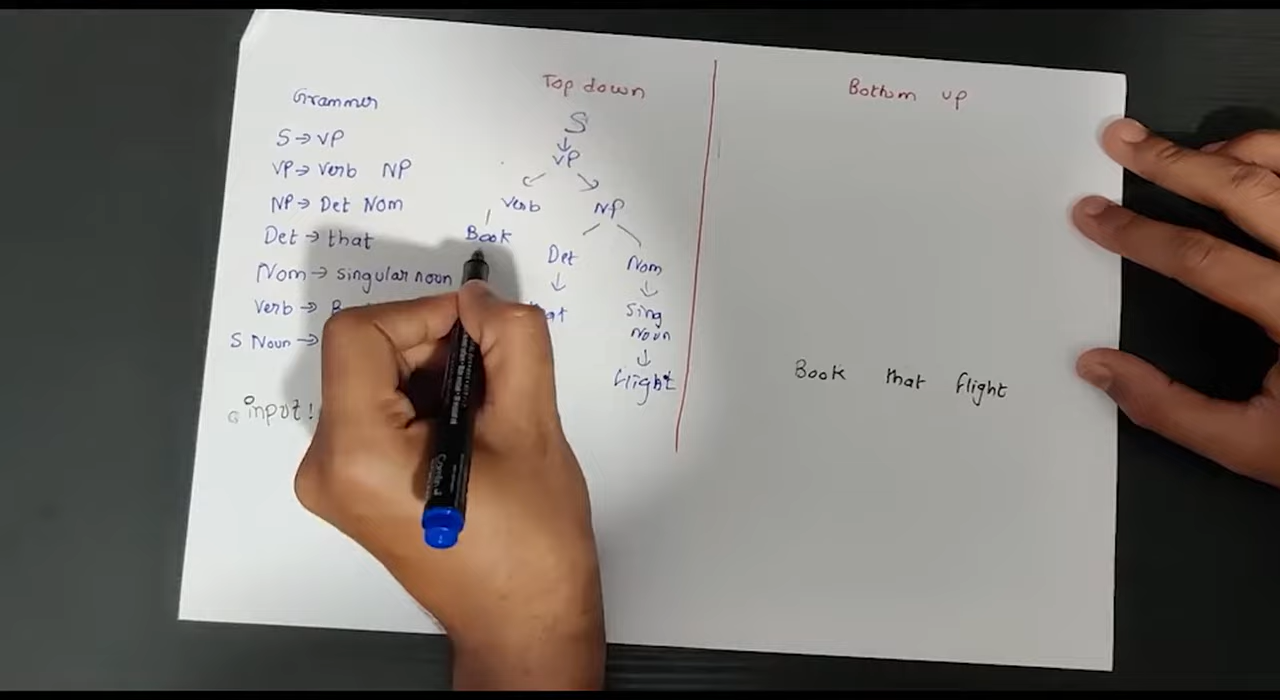 Grammer
S → VP
VP → Verb NP
NP → Det Nom
Det → that
Nom → singular noun
Verb →
S Noun →
input!
Top down
S
↓
VP
Verb NP
Book
Det Nom
↓ ↓
Sing
noun
↓
flight
Bottom up
Book that flight